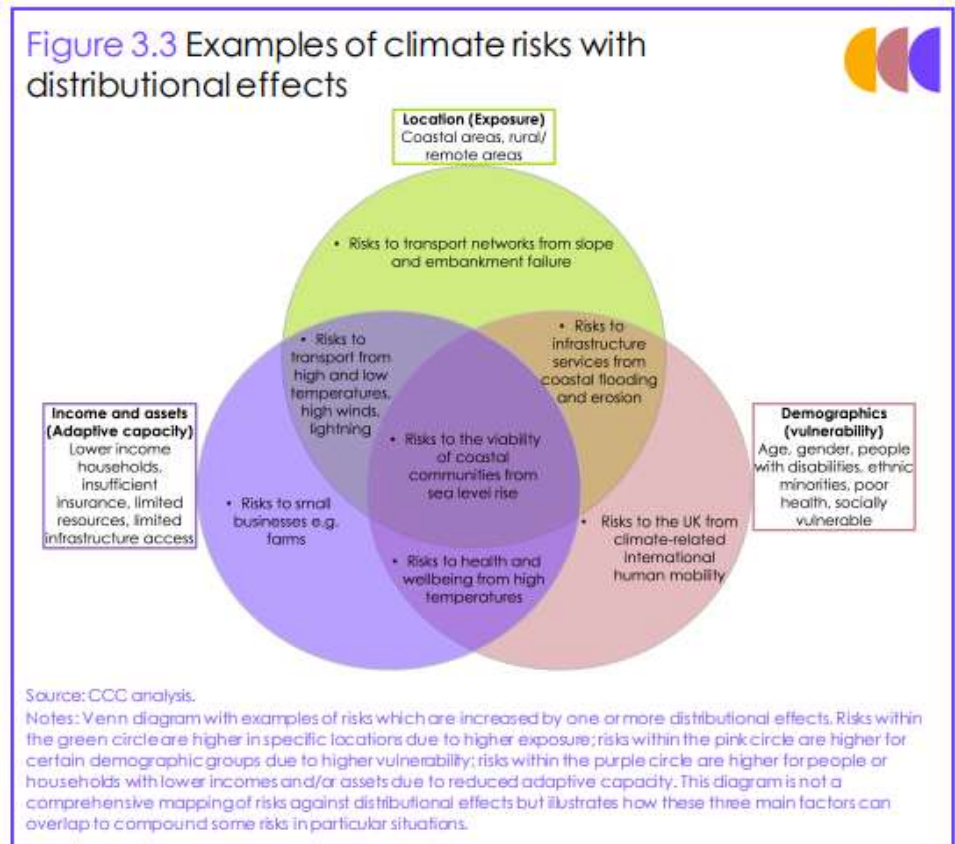 Figure 3.3 Examples of climate risks with
distributional effects
Location (Exposure)
Coastal areas, rural/
remote areas
• Risks to transport networks from slope
and embankment failure
• Risks to
transport from
high and low
temperatures,
high winds,
lightning
• Risks to
infrastructure
services from
coastal flooding
and erosion
Income and assets
(Adaptive capacity)
Lower income
households,
insufficient
insurance, limited
resources, limited
infrastructure access
• Risks to the viability
of coastal
communities from
sea level rise
Demographics
(vulnerability)
Age, gender, people
with disabilities, ethnic
minorities, poor
health, socially
vulnerable
• Risks to small
businesses e.g.
farms
• Risks to the UK from
climate-related
international
human mobility
• Risks to health and
wellbeing from high
temperatures
Source: CCC analysis.
Notes: Venn diagram with examples of risks which are increased by one or more distributional effects. Risks within
the green circle are higher in specific locations due to higher exposure; risks within the pink circle are higher for
certain demographic groups due to higher vulnerability; risks within the purple circle are higher for people or
households with lower incomes and/or assets due to reduced adaptive capacity. This diagram is not a
comprehensive mapping of risks against distributional effects but illustrates how these three main factors can
overlap to compound some risks in particular situations.